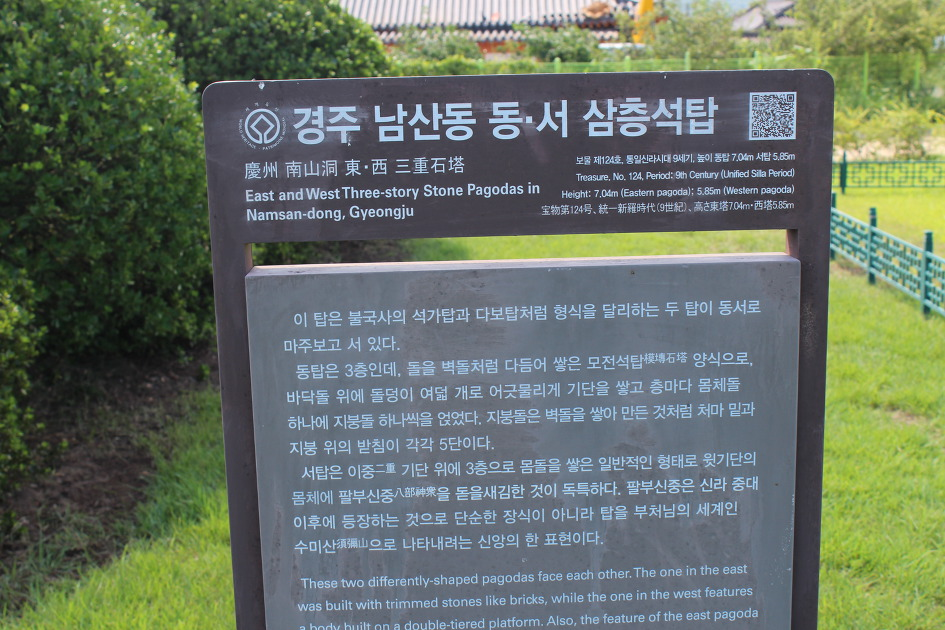 경주 남산동 동·서 삼층석탑
慶州 南山洞 東·西 三重石塔
East and West Three-story Stone Pagodas in
Namsan-dong, Gyeongju
보물 제124호, 통일신라시대 9세기, 높이 동탑 7.04m 서탑 5.85m
Treasure, No. 124, Period; 9th Century (Unified Silla Period)
Height: 7.04m (Eastern pagoda); 5.85m (Western pagoda)
宝物第124号、統一新羅時代(9世紀)、高さ東塔7.04m·西塔5.85m
이 탑은 불국사의 석가탑과 다보탑처럼 형식을 달리하는 두 탑이 동서로
마주보고 서 있다.
동탑은 3층인데, 돌을 벽돌처럼 다듬어 쌓은 모전석탑模塼石塔 양식으로,
바닥돌 위에 돌덩이 여덟 개로 어긋물리게 기단을 쌓고 층마다 몸체돌
하나에 지붕돌 하나씩을 얹었다. 지붕돌은 벽돌을 쌓아 만든 것처럼 처마 밑과
지붕 위의 받침이 각각 5단이다.
서탑은 이중二重 기단 위에 3층으로 몸돌을 쌓은 일반적인 형태로 윗기단의
몸체에 팔부신중八部神衆을 돋을새김한 것이 독특하다. 팔부신중은 신라 중대
이후에 등장하는 것으로 단순한 장식이 아니라 탑을 부처님의 세계인
수미산須彌山으로 나타내려는 신앙의 한 표현이다.
These two differently-shaped pagodas face each other. The one in the east
was built with trimmed stones like bricks, while the one in the west features
a body built on a double-tiered platform. Also, the feature of the east pagoda